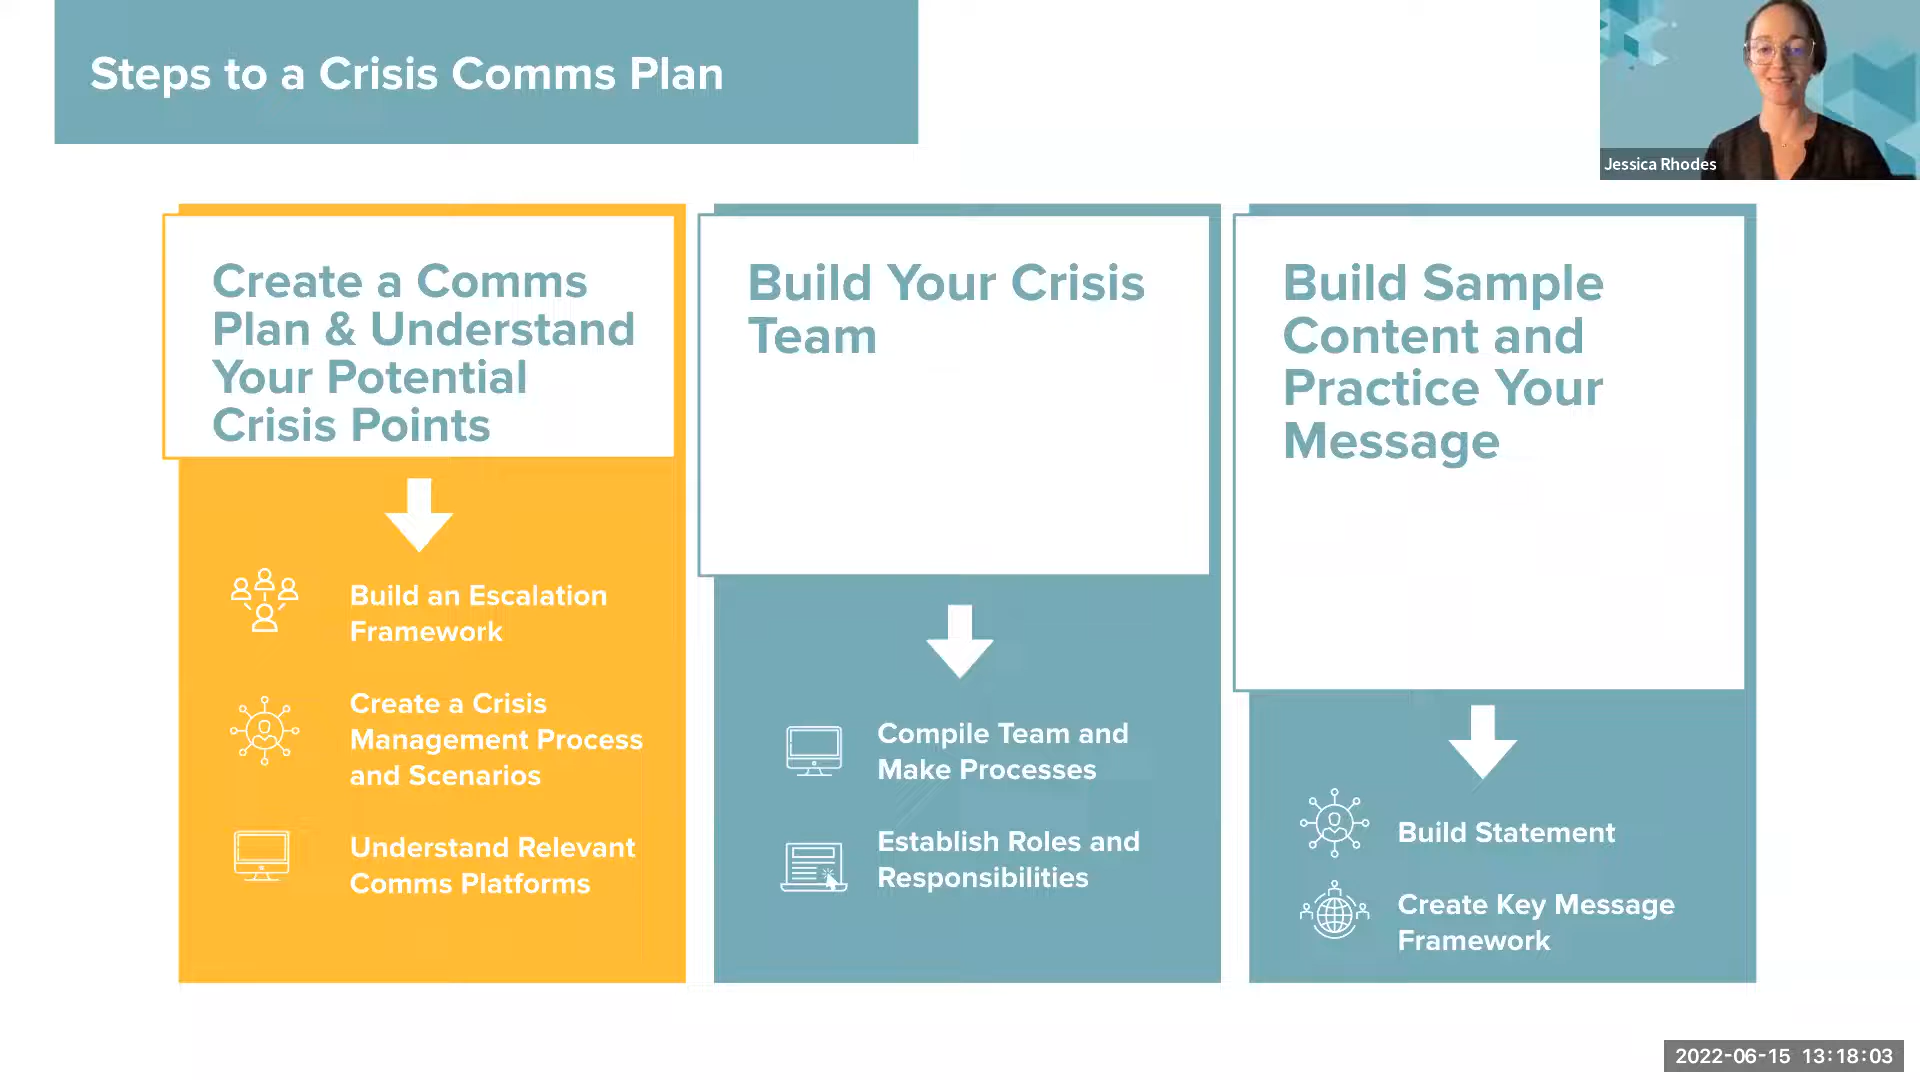 Steps to a Crisis Comms Plan
Jessica Rhodes
Create a Comms
Plan & Understand
Your Potential
Crisis Points
Build an Escalation
Framework
Create a Crisis
Management Process
and Scenarios
Understand Relevant
Comms Platforms
Build Your Crisis
Team
Compile Team and
Make Processes
Establish Roles and
Responsibilities
Build Sample
Content and
Practice Your
Message
Build Statement
Create Key Message
Framework
2022-06-15 13:18:03